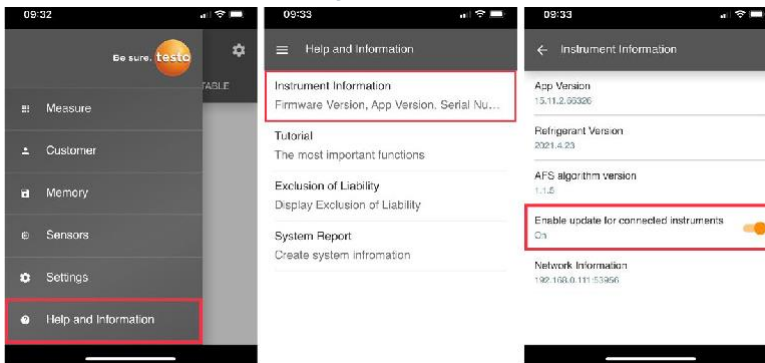 09:32
Be sure. testo
TABLE
Measure
Customer
Memory
Sensors
Settings
Help and Information
09:33
Help and Information
Instrument Information
Firmware Version, App Version, Serial Nu...
Tutorial
The most important functions
Exclusion of Liability
Display Exclusion of Liability
System Report
Create system infromation
09:33
Instrument Information
App Version
15.11.2.56326
Refrigerant Version
2021.4.23
AFS algorithm version
1.1.5
Enable update for connected instruments
On
Network Information
192.168.0.111:53956